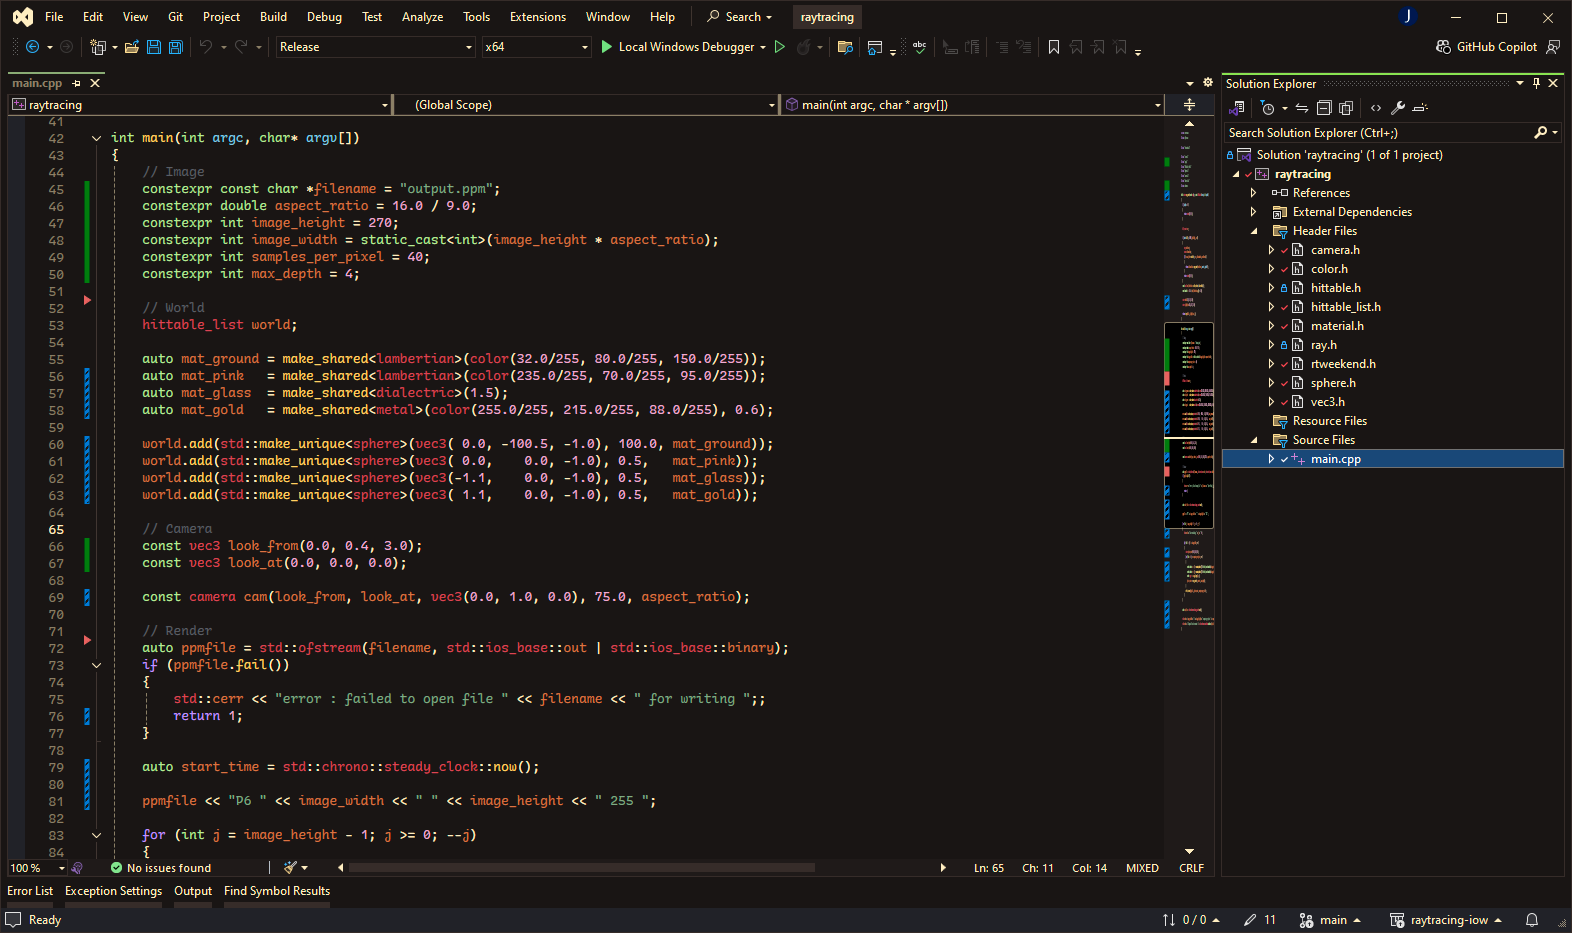 File Edit View Git Project Build Debug Test Analyze Tools Extensions Window Help Search raytracing J
Release x64 Local Windows Debugger abc GitHub Copilot
main.cpp
raytracing (Global Scope) main(int argc, char * argv[])
41
42 int main(int argc, char* argv[])
43 {
44 // Image
45 constexpr const char *filename = "output.ppm";
46 constexpr double aspect_ratio = 16.0 / 9.0;
47 constexpr int image_height = 270;
48 constexpr int image_width = static_cast<int>(image_height * aspect_ratio);
49 constexpr int samples_per_pixel = 40;
50 constexpr int max_depth = 4;
51
52 // World
53 hittable_list world;
54
55 auto mat_ground = make_shared<lambertian>(color(32.0/255, 80.0/255, 150.0/255));
56 auto mat_pink   = make_shared<lambertian>(color(235.0/255, 70.0/255, 95.0/255));
57 auto mat_glass  = make_shared<dialectric>(1.5);
58 auto mat_gold   = make_shared<metal>(color(255.0/255, 215.0/255, 88.0/255), 0.6);
59
60 world.add(std::make_unique<sphere>(vec3( 0.0, -100.5, -1.0), 100.0, mat_ground));
61 world.add(std::make_unique<sphere>(vec3( 0.0,    0.0, -1.0), 0.5,   mat_pink));
62 world.add(std::make_unique<sphere>(vec3(-1.1,    0.0, -1.0), 0.5,   mat_glass));
63 world.add(std::make_unique<sphere>(vec3( 1.1,    0.0, -1.0), 0.5,   mat_gold));
64
65 // Camera
66 const vec3 look_from(0.0, 0.4, 3.0);
67 const vec3 look_at(0.0, 0.0, 0.0);
68
69 const camera cam(look_from, look_at, vec3(0.0, 1.0, 0.0), 75.0, aspect_ratio);
70
71 // Render
72 auto ppmfile = std::ofstream(filename, std::ios_base::out | std::ios_base::binary);
73 if (ppmfile.fail())
74 {
75 std::cerr << "error : failed to open file " << filename << " for writing ";;
76 return 1;
77 }
78
79 auto start_time = std::chrono::steady_clock::now();
80
81 ppmfile << "P6 " << image_width << " " << image_height << " 255 ";
82
83 for (int j = image_height - 1; j >= 0; --j)
84 {
100 % No issues found Ln: 65 Ch: 11 Col: 14 MIXED CRLF
Solution Explorer
Search Solution Explorer (Ctrl+;)
Solution 'raytracing' (1 of 1 project)
raytracing
References
External Dependencies
Header Files
camera.h
color.h
hittable.h
hittable_list.h
material.h
ray.h
rtweekend.h
sphere.h
vec3.h
Resource Files
Source Files
main.cpp
Error List Exception Settings Output Find Symbol Results
Ready 0 / 0 11 main raytracing-iow